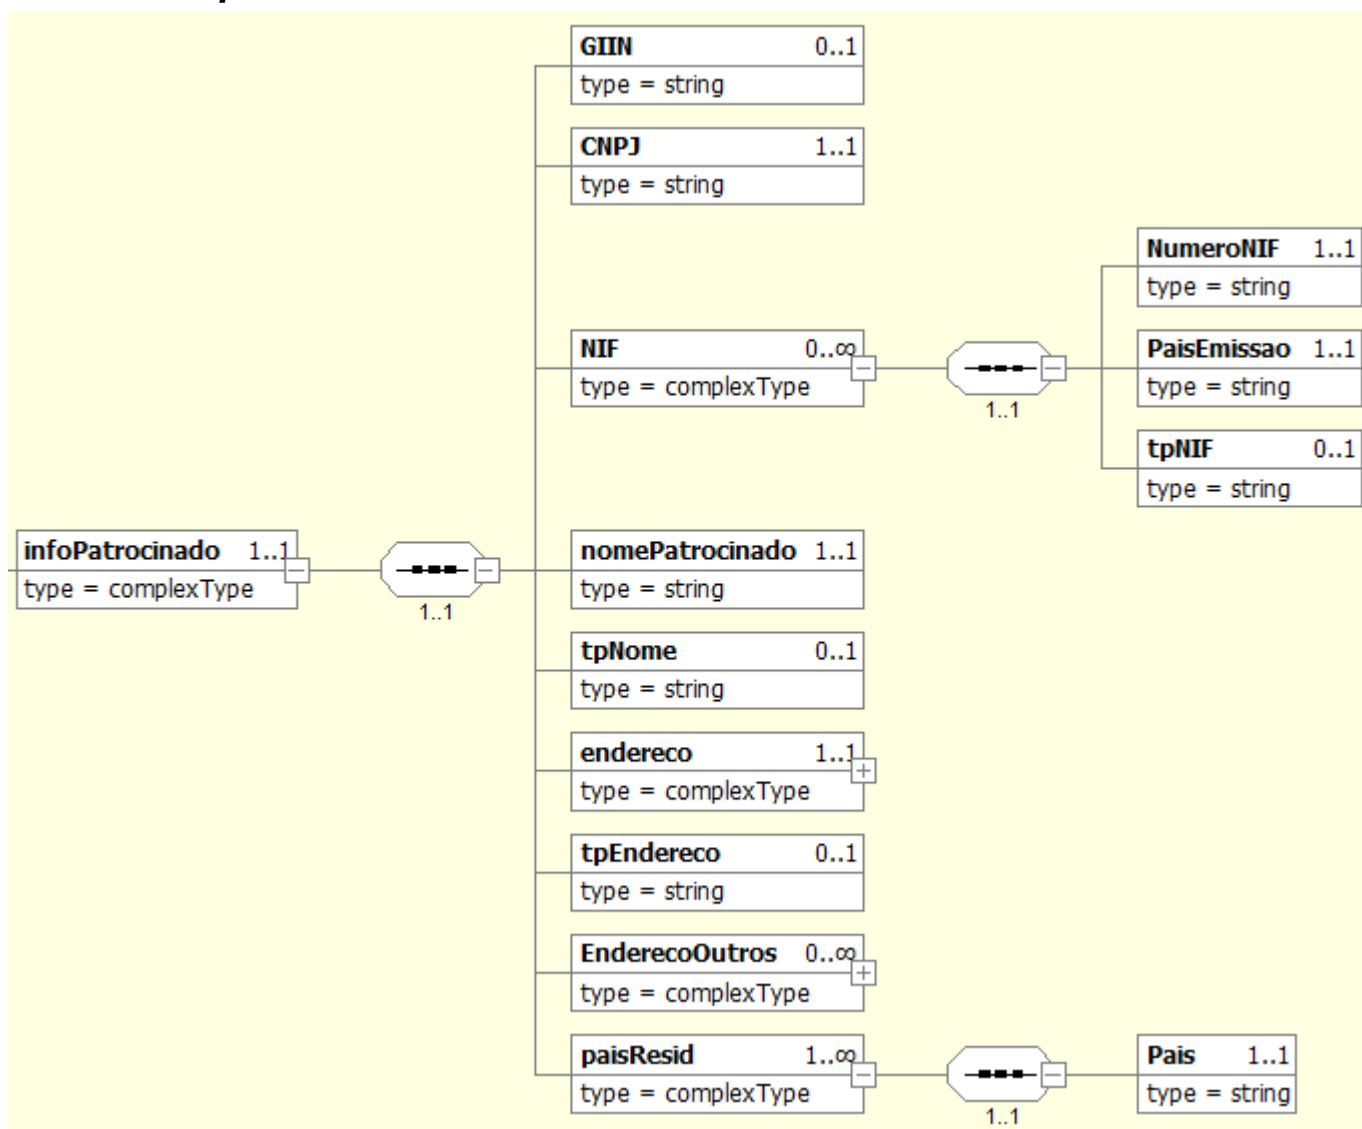 GIIN 0..1
type = string
CNPJ 1..1
type = string
NumeroNIF 1..1
type = string
NIF 0..∞
type = complexType
1..1
PaisEmissao 1..1
type = string
tpNIF 0..1
type = string
infoPatrocinado 1..1
type = complexType
1..1
nomePatrocinado 1..1
type = string
tpNome 0..1
type = string
endereco 1..1
type = complexType
tpEndereco 0..1
type = string
EnderecoOutros 0..∞
type = complexType
paisResid 1..∞
type = complexType
1..1
Pais 1..1
type = string